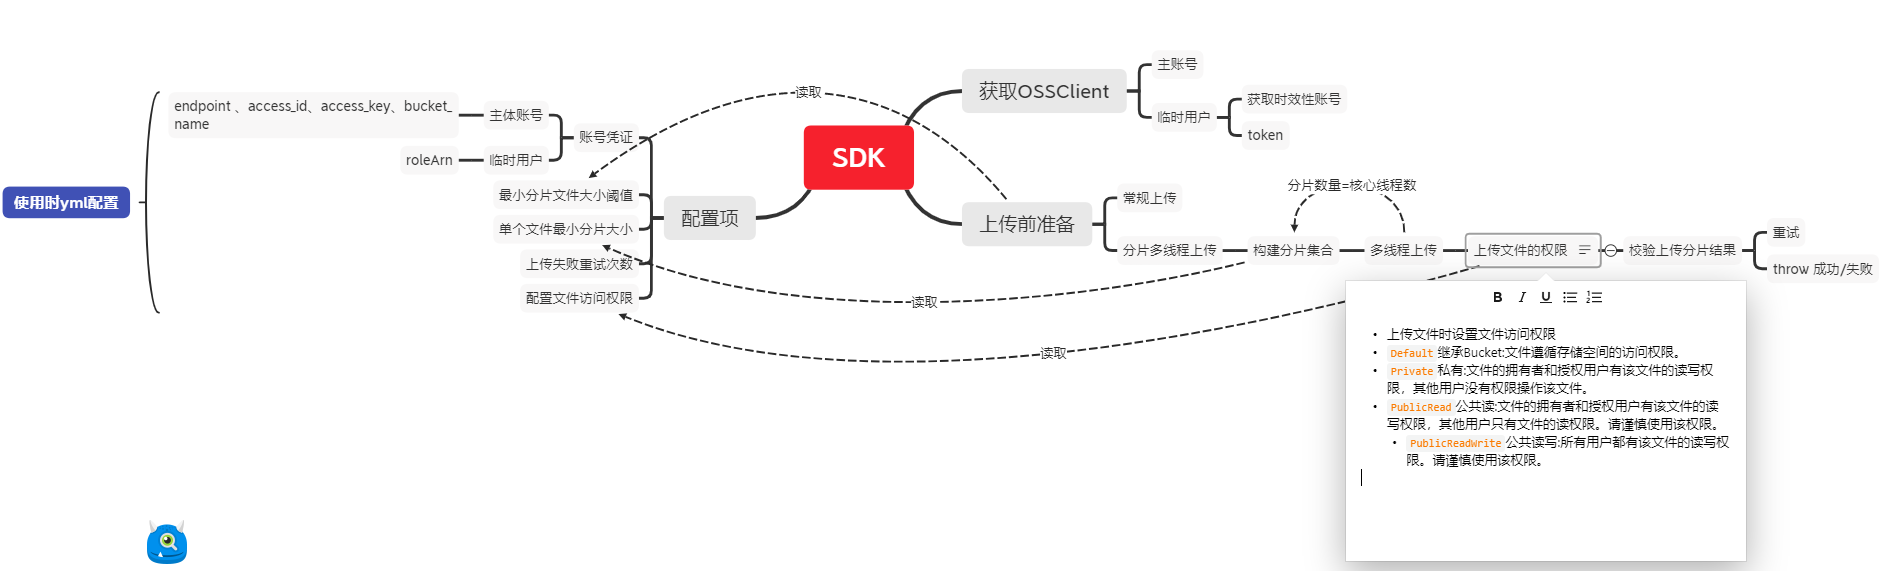 SDK
获取OSSClient
主账号
临时用户
获取时效性账号
token
上传前准备
常规上传
分片多线程上传
构建分片集合
分片数量=核心线程数
多线程上传
上传文件的权限
校验上传分片结果
重试
throw 成功/失败
配置项
账号凭证
主体账号
endpoint 、access_id、access_key、bucket_
name
临时用户
roleArn
最小分片文件大小阈值
单个文件最小分片大小
上传失败重试次数
配置文件访问权限
使用时yml配置
读取
读取
读取
B I U
• 上传文件时设置文件访问权限
• Default 继承Bucket:文件遵循存储空间的访问权限。
• Private 私有:文件的拥有者和授权用户有该文件的读写权
限，其他用户没有权限操作该文件。
• PublicRead 公共读:文件的拥有者和授权用户有该文件的读
写权限，其他用户只有文件的读权限。请谨慎使用该权限。
• PublicReadWrite 公共读写:所有用户都有该文件的读写权
限。请谨慎使用该权限。